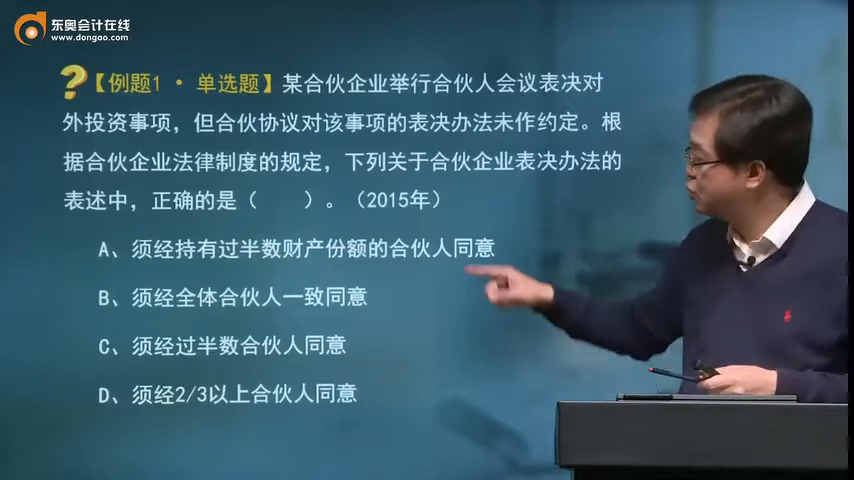 东奥会计在线
www.dongao.com
?【例题1 · 单选题】某合伙企业举行合伙人会议表决对
外投资事项，但合伙协议对该事项的表决办法未作约定。根
据合伙企业法律制度的规定，下列关于合伙企业表决办法的
表述中，正确的是（　　）。（2015年）
A、须经持有过半数财产份额的合伙人同意
B、须经全体合伙人一致同意
C、须经过半数合伙人同意
D、须经2/3以上合伙人同意